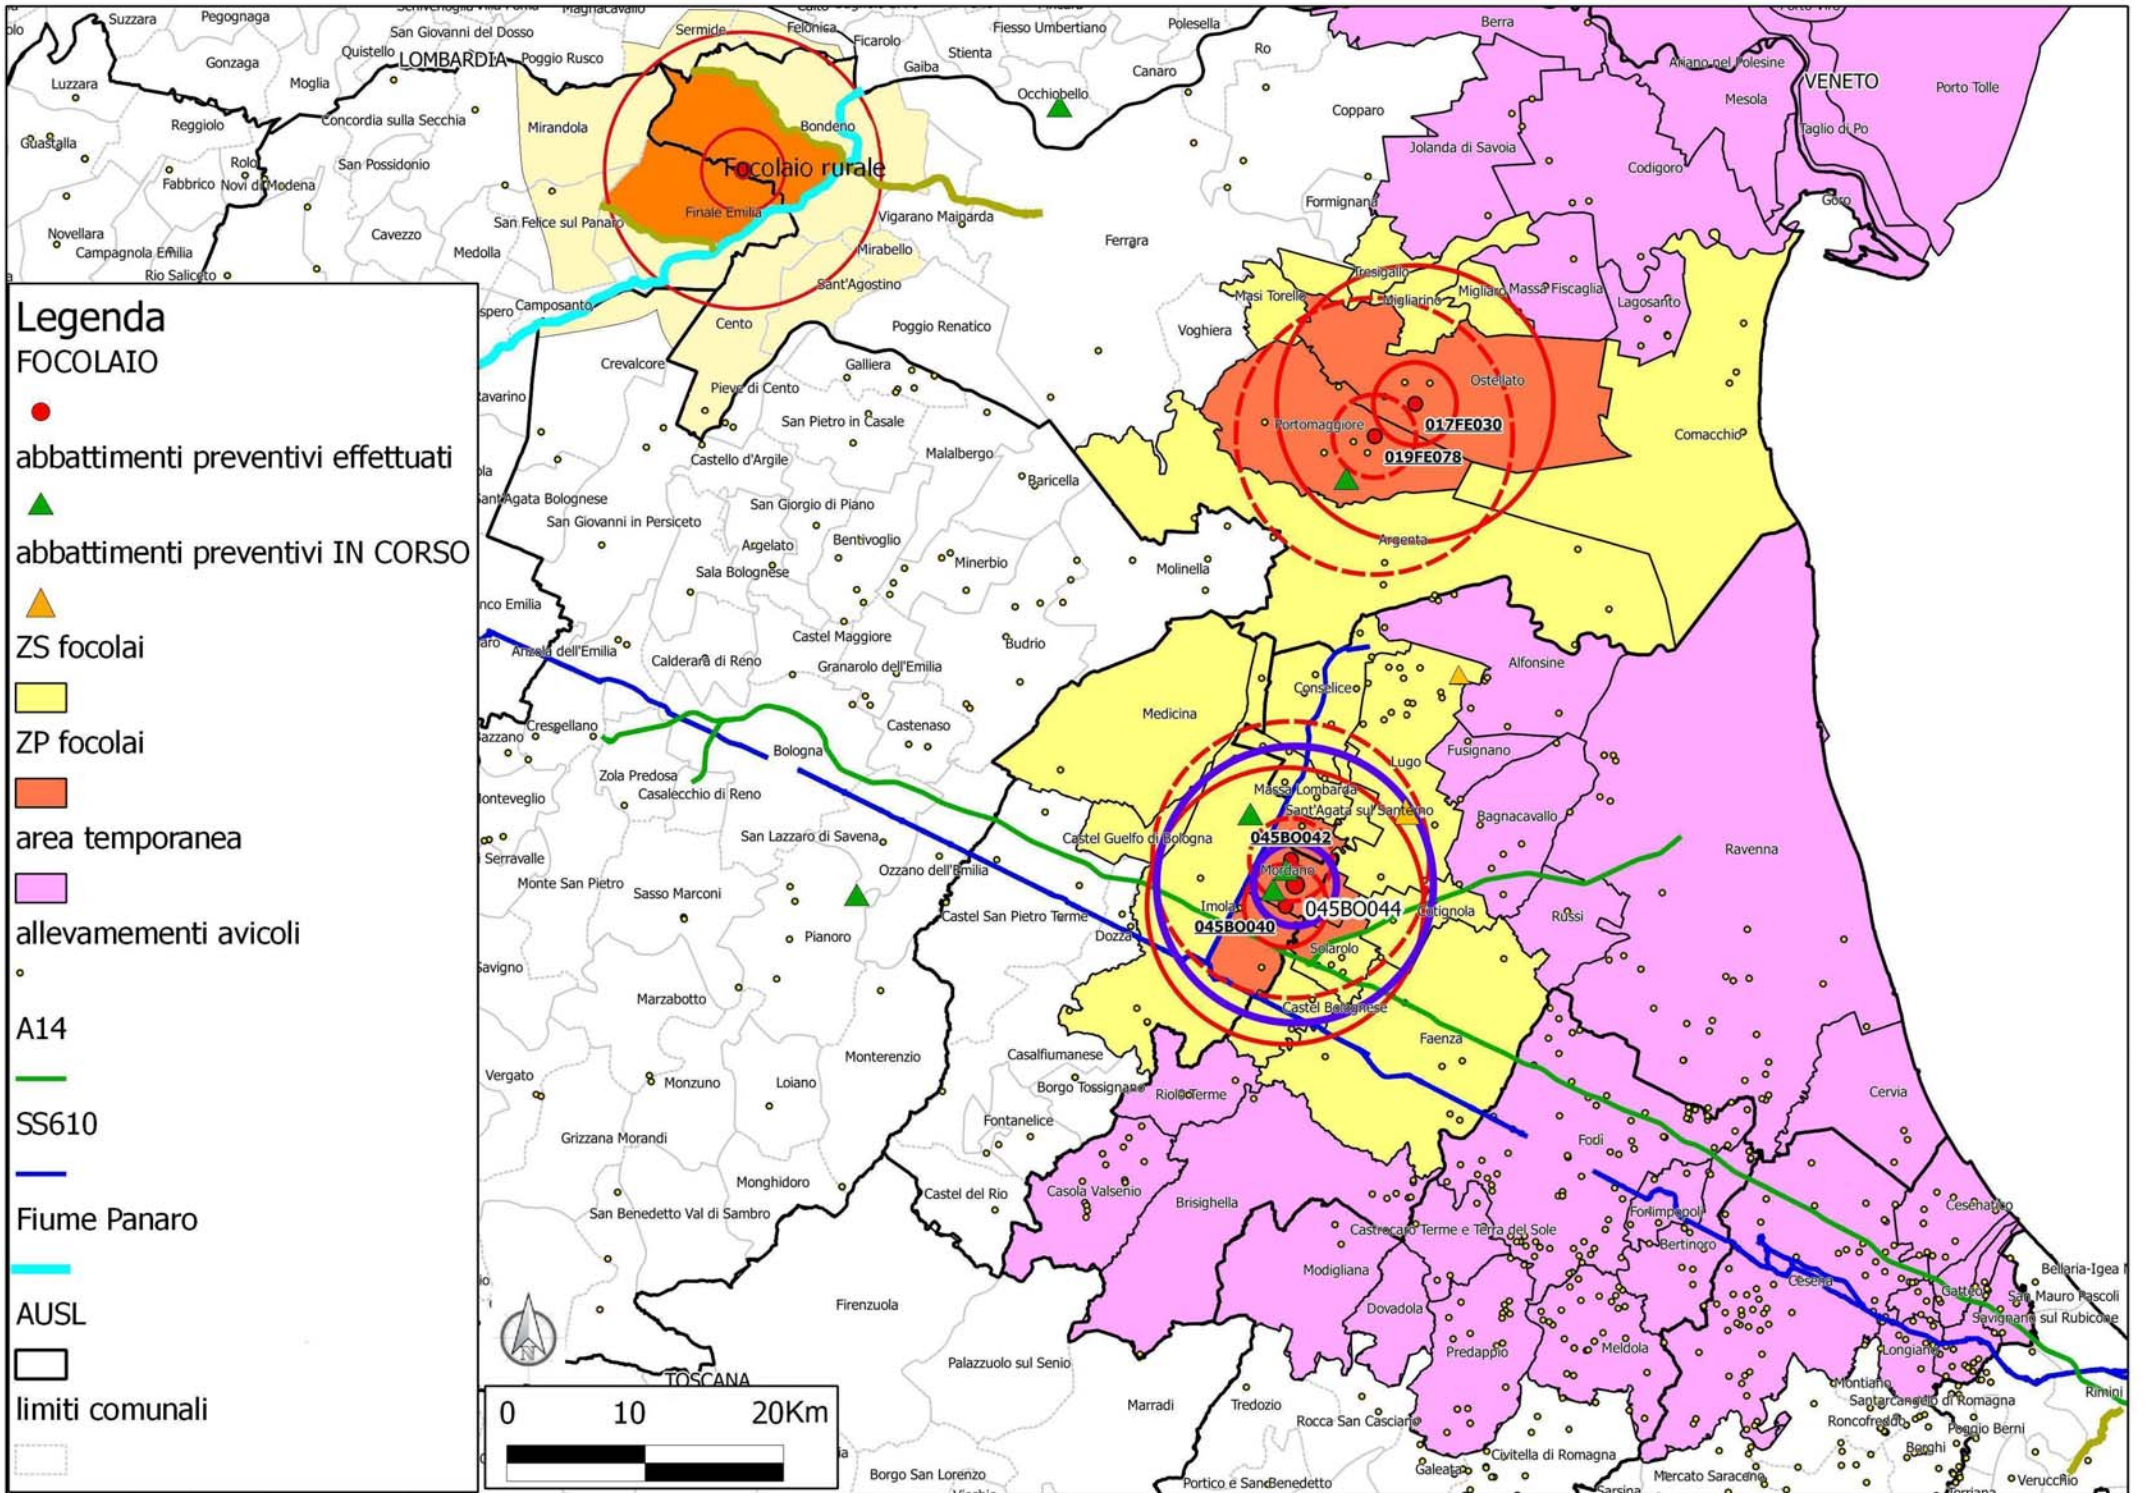 Suzzara
Pegognaga
San Giovanni del Dosso
Quistello
LOMBARDIA
Poggio Rusco
Gonzaga
Moglia
Luzzara
Sermide
Felonica
Ficarolo
Gaiba
Stienta
Fiesso Umbertiano
Polesella
Ro
Canaro
Occhiobello
Berra
Ariano nel Polesine
VENETO
Porto Tolle
Mesola
Taglio di Po
Copparo
Jolanda di Savoia
Codigoro
Goro
Reggiolo
Concordia sulla Secchia
Mirandola
Bondeno
Guastalla
Rolo
San Possidonio
Fabbrico
Novi di Modena
Focolaio rurale
Finale Emilia
San Felice sul Panaro
Vigarano Mainarda
Formignana
Novellara
Campagnola Emilia
Cavezzo
Medolla
Mirabello
Ferrara
Rio Saliceto
Camposanto
Sant'Agostino
Tresigallo
Masi Torello
Migliarino
Migliaro
Massa Fiscaglia
Lagosanto
Cento
Poggio Renatico
Voghiera
Crevalcore
Galliera
Ravarino
Pieve di Cento
San Pietro in Casale
Ostellato
Portomaggiore
017FE030
019FE078
Comacchio
Malalbergo
Castello d'Argile
Baricella
Sant'Agata Bolognese
San Giorgio di Piano
San Giovanni in Persiceto
Argelato
Bentivoglio
Argenta
Sala Bolognese
Minerbio
Molinella
Castel Maggiore
Budrio
Anzola dell'Emilia
Calderara di Reno
Granarolo dell'Emilia
Alfonsine
Conselice
Medicina
Crespellano
Castenaso
Bologna
Fusignano
Lugo
Zola Predosa
Casalecchio di Reno
Massa Lombarda
Sant'Agata sul Santerno
Bagnacavallo
San Lazzaro di Savena
Castel Guelfo di Bologna
045BO042
Ravenna
Monte San Pietro
Sasso Marconi
Ozzano dell'Emilia
Mordano
Imola
045BO044
Cotignola
045BO040
Russi
Castel San Pietro Terme
Pianoro
Dozza
Solarolo
Savigno
Marzabotto
Castel Bolognese
Faenza
Monterenzio
Casalfiumanese
Vergato
Monzuno
Loiano
Borgo Tossignano
Riolo Terme
Cervia
Fontanelice
Grizzana Morandi
Monghidoro
Castel del Rio
Casola Valsenio
Brisighella
San Benedetto Val di Sambro
Castrocaro Terme e Terra del Sole
Forlimpopoli
Bertinoro
Cesenatico
Modigliana
Cesena
Firenzuola
Dovadola
Gatteo
San Mauro Pascoli
Savignano sul Rubicone
Palazzuolo sul Senio
Predappio
Meldola
Longiano
TOSCANA
Marradi
Tredozio
Rocca San Casciano
Montiano
Santarcangelo di Romagna
Rimini
Roncofreddo
Poggio Berni
Borghi
Civitella di Romagna
Galeata
Mercato Saraceno
Borgo San Lorenzo
Portico e San Benedetto
Verucchio
Legenda
FOCOLAIO
abbattimenti preventivi effettuati
abbattimenti preventivi IN CORSO
ZS focolai
ZP focolai
area temporanea
allevamementi avicoli
A14
SS610
Fiume Panaro
AUSL
limiti comunali
N
0 10 20Km